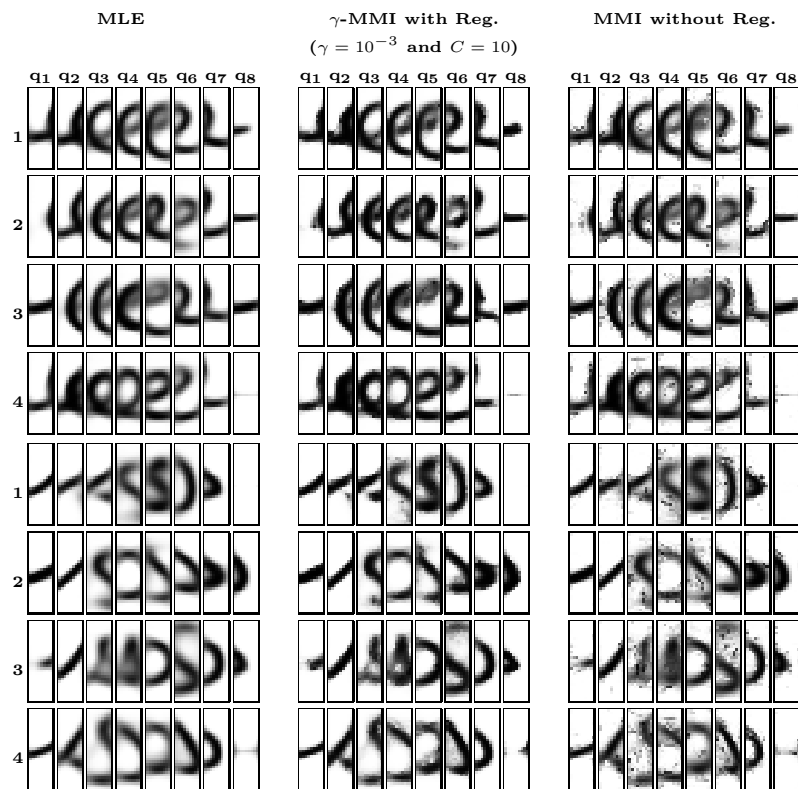 MLE γ-MMI with Reg. MMI without Reg.
(γ = 10⁻³ and C = 10)
q1 q2 q3 q4 q5 q6 q7 q8 q1 q2 q3 q4 q5 q6 q7 q8 q1 q2 q3 q4 q5 q6 q7 q8
1
2
3
4
1
2
3
4